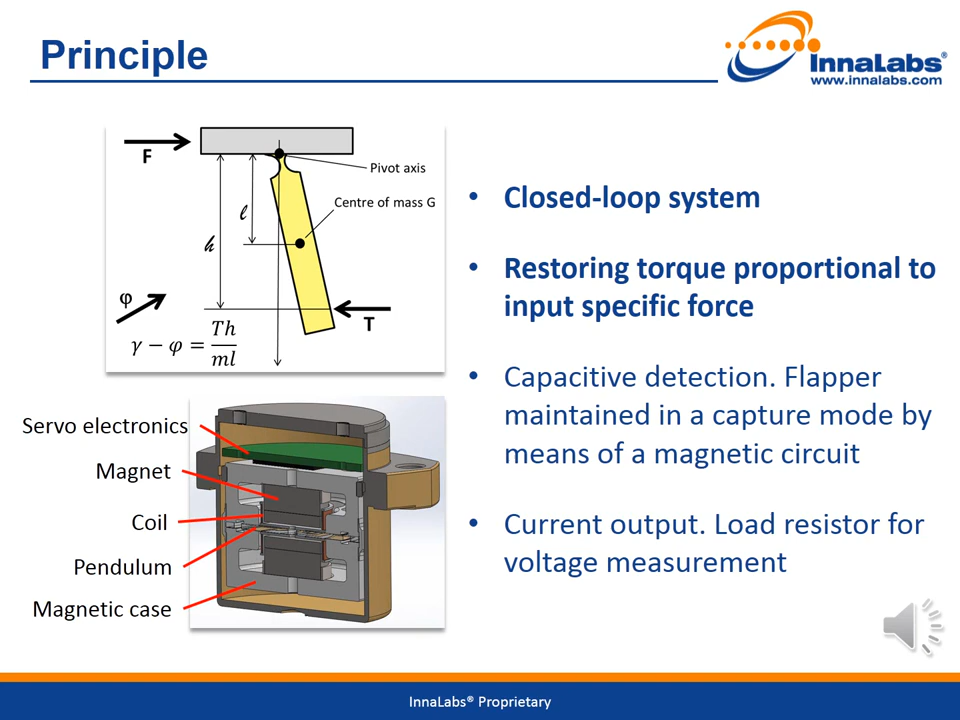 Principle
InnaLabs®
www.innalabs.com
F
Pivot axis
Centre of mass G
ℓ
h
φ
T
γ − φ = Th/ml
Servo electronics
Magnet
Coil
Pendulum
Magnetic case
• Closed-loop system
• Restoring torque proportional to
input specific force
• Capacitive detection. Flapper
maintained in a capture mode by
means of a magnetic circuit
• Current output. Load resistor for
voltage measurement
InnaLabs® Proprietary